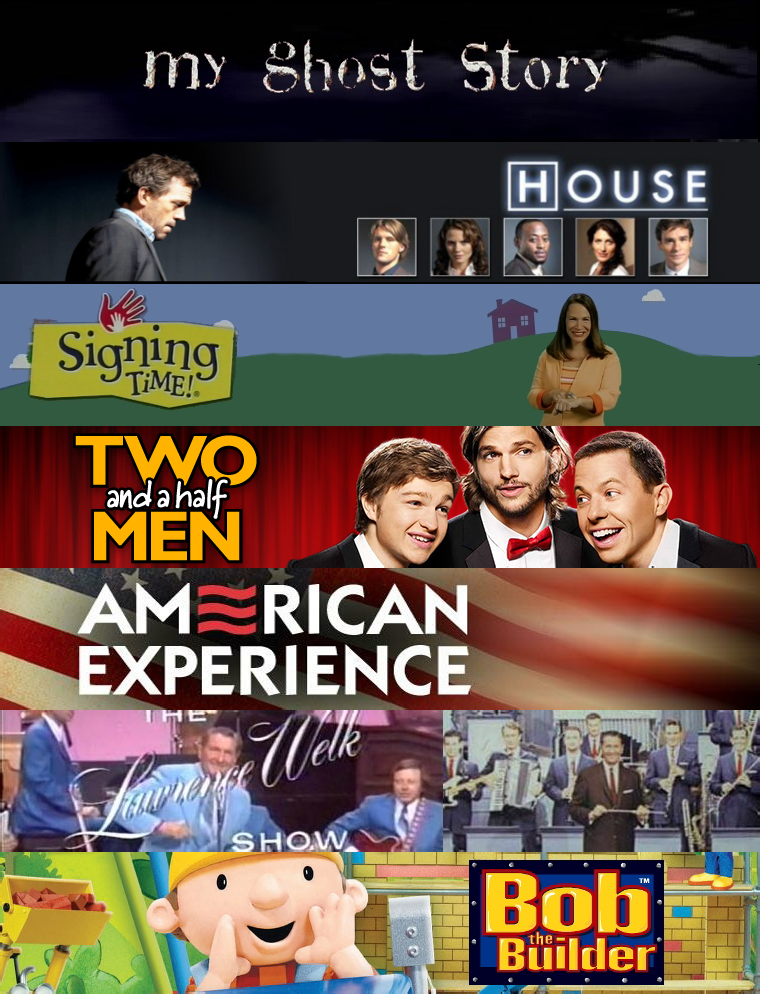 my Ghost Story
HOUSE
Signing
TiME!®
TWO
and a half
MEN
AMERICAN
EXPERIENCE
THE
Lawrence Welk
SHOW
Bob
the
Builder
TM